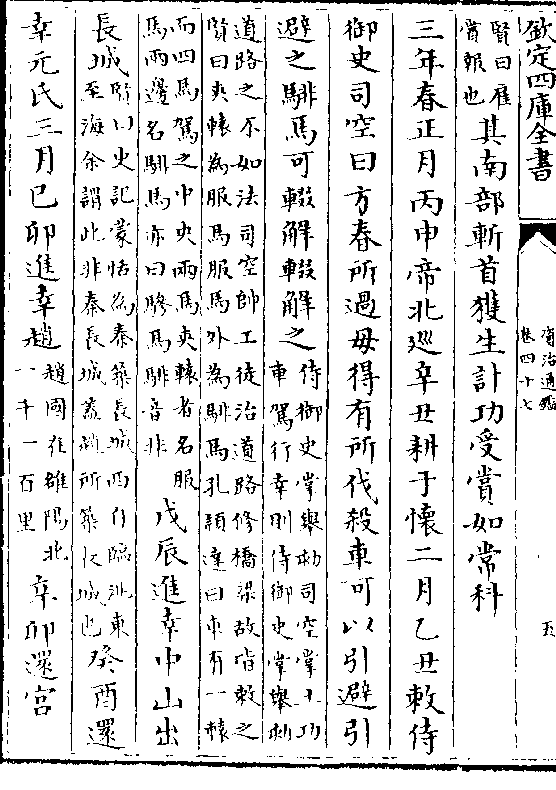 欽定四庫全書
資治通鑑
卷四十七
五
賢曰雇
賞報也其南部斬首獲生計功受賞如常科
三年春正月丙申帝北巡辛丑耕于懷二月乙丑敕侍
御史司空曰方春所過毋得有所伐殺車可以引避引
避之騑馬可輟解輟解之侍御史掌舉劾司空掌土功
車駕行幸則侍御史掌舉刺
道路之不如法司空帥工徒治道路修橋梁故皆敕之
賢曰夾轅為服馬服馬外為騑馬孔穎達曰車有一轅
而四馬駕之中央兩馬夾轅者名服
馬兩邊名騑馬亦曰驂馬騑音非戊辰進幸中山出
長城賢曰史記蒙恬為秦築長城西自臨洮東
至海余謂此非秦長城蓋趙所築長城也癸酉還
幸元氏三月己卯進幸趙趙國在雒陽北
一千一百里辛卯還宮